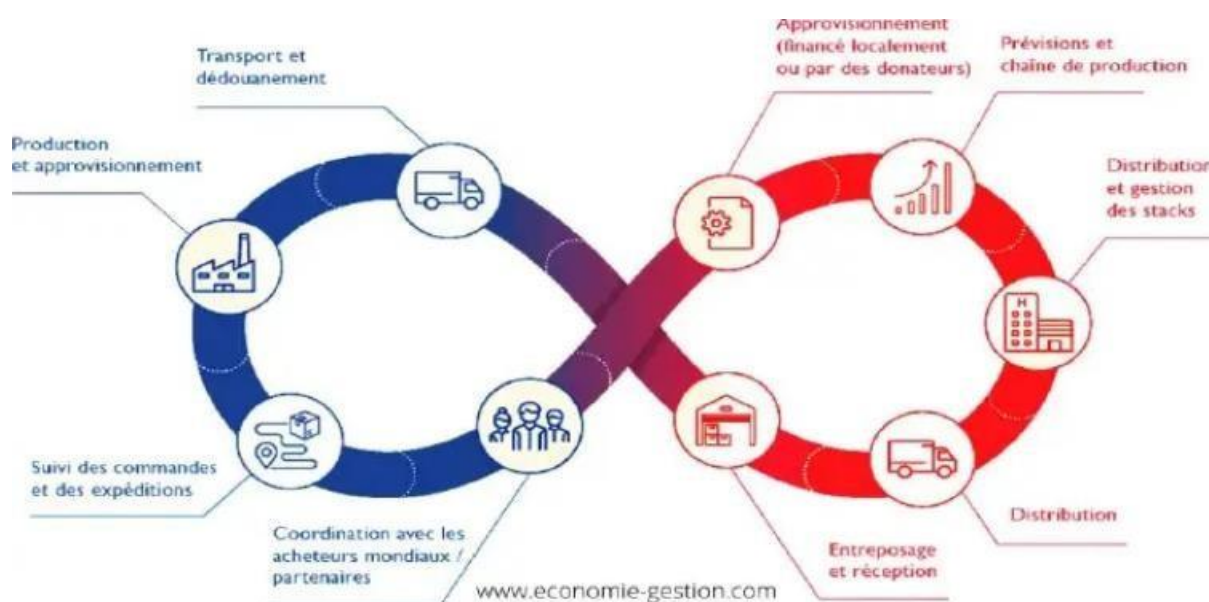 Transport et
dédouanement
Production
et approvisionnement
Suivi des commandes
et des expéditions
Coordination avec les
acheteurs mondiaux /
partenaires
Approvisionnement
(financé localement
ou par des donateurs)
Prévisions et
chaîne de production
Distribution
et gestion
des stacks
H
Distribution
Entreposage
et réception
www.economie-gestion.com